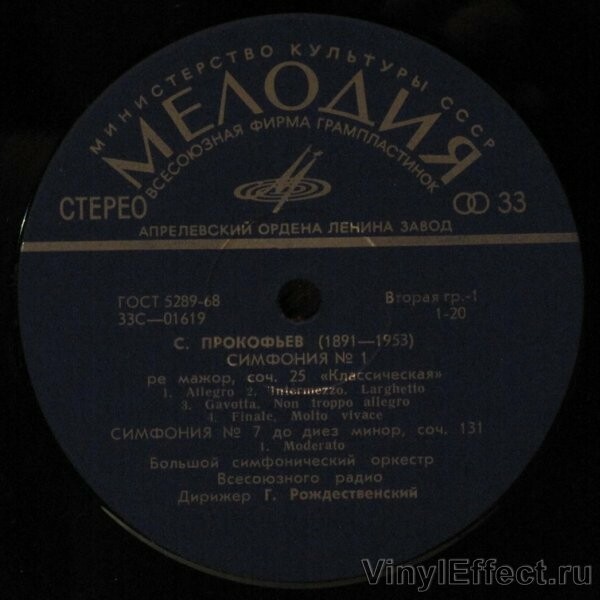 МИНИСТЕРСТВО КУЛЬТУРЫ СССР
МЕЛОДИЯ
ВСЕСОЮЗНАЯ ФИРМА ГРАМПЛАСТИНОК
СТЕРЕО
33
АПРЕЛЕВСКИЙ ОРДЕНА ЛЕНИНА ЗАВОД
ГОСТ 5289-68
Вторая гр.-1
33С—01619
1-20
С. ПРОКОФЬЕВ (1891—1953)
СИМФОНИЯ № 1
ре мажор, соч. 25 «Классическая»
1. Allegro 2. Intermezzo. Larghetto
3. Gavotta. Non troppo allegro
4. Finale. Molto vivace
СИМФОНИЯ № 7 до диез минор, соч. 131
1. Moderato
Большой симфонический оркестр
Всесоюзного радио
Дирижер Г. Рождественский
VinylEffect.ru